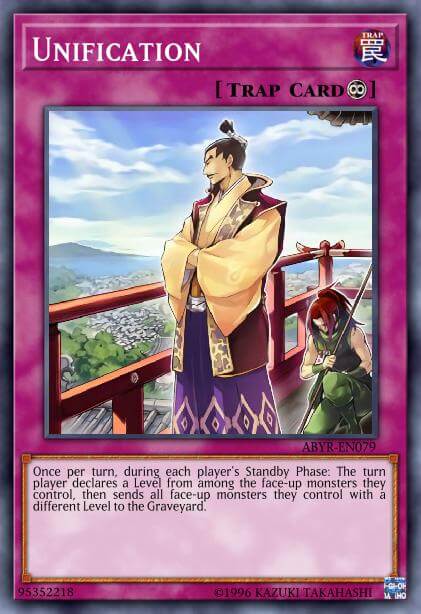 UNIFICATION
TRAP
罠
[TRAP CARD]
ABYR-EN079
Once per turn, during each player's Standby Phase: The turn
player declares a Level from among the face-up monsters they
control, then sends all face-up monsters they control with a
different Level to the Graveyard.
95352218
©1996 KAZUKI TAKAHASHI